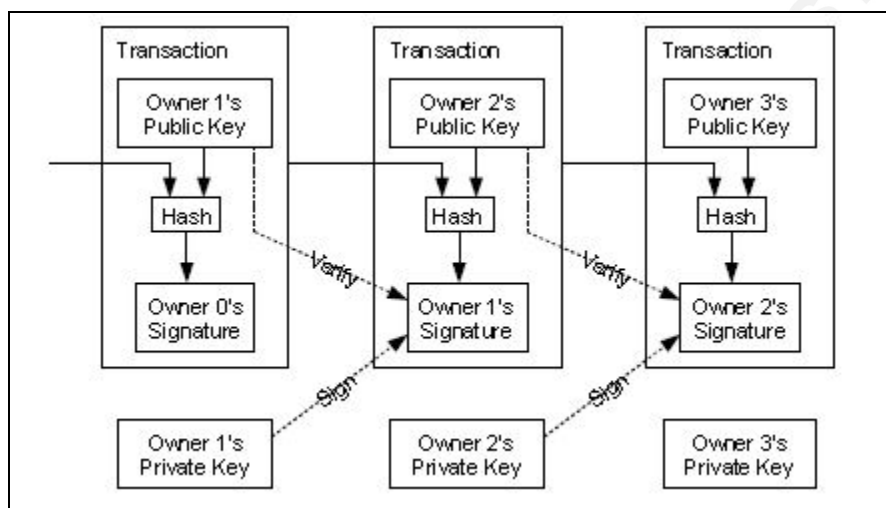 Transaction
Transaction
Transaction
Owner 1's
Public Key
Owner 2's
Public Key
Owner 3's
Public Key
Hash
Hash
Hash
Verify
Verify
Owner 0's
Signature
Owner 1's
Signature
Owner 2's
Signature
Sign
Sign
Owner 1's
Private Key
Owner 2's
Private Key
Owner 3's
Private Key